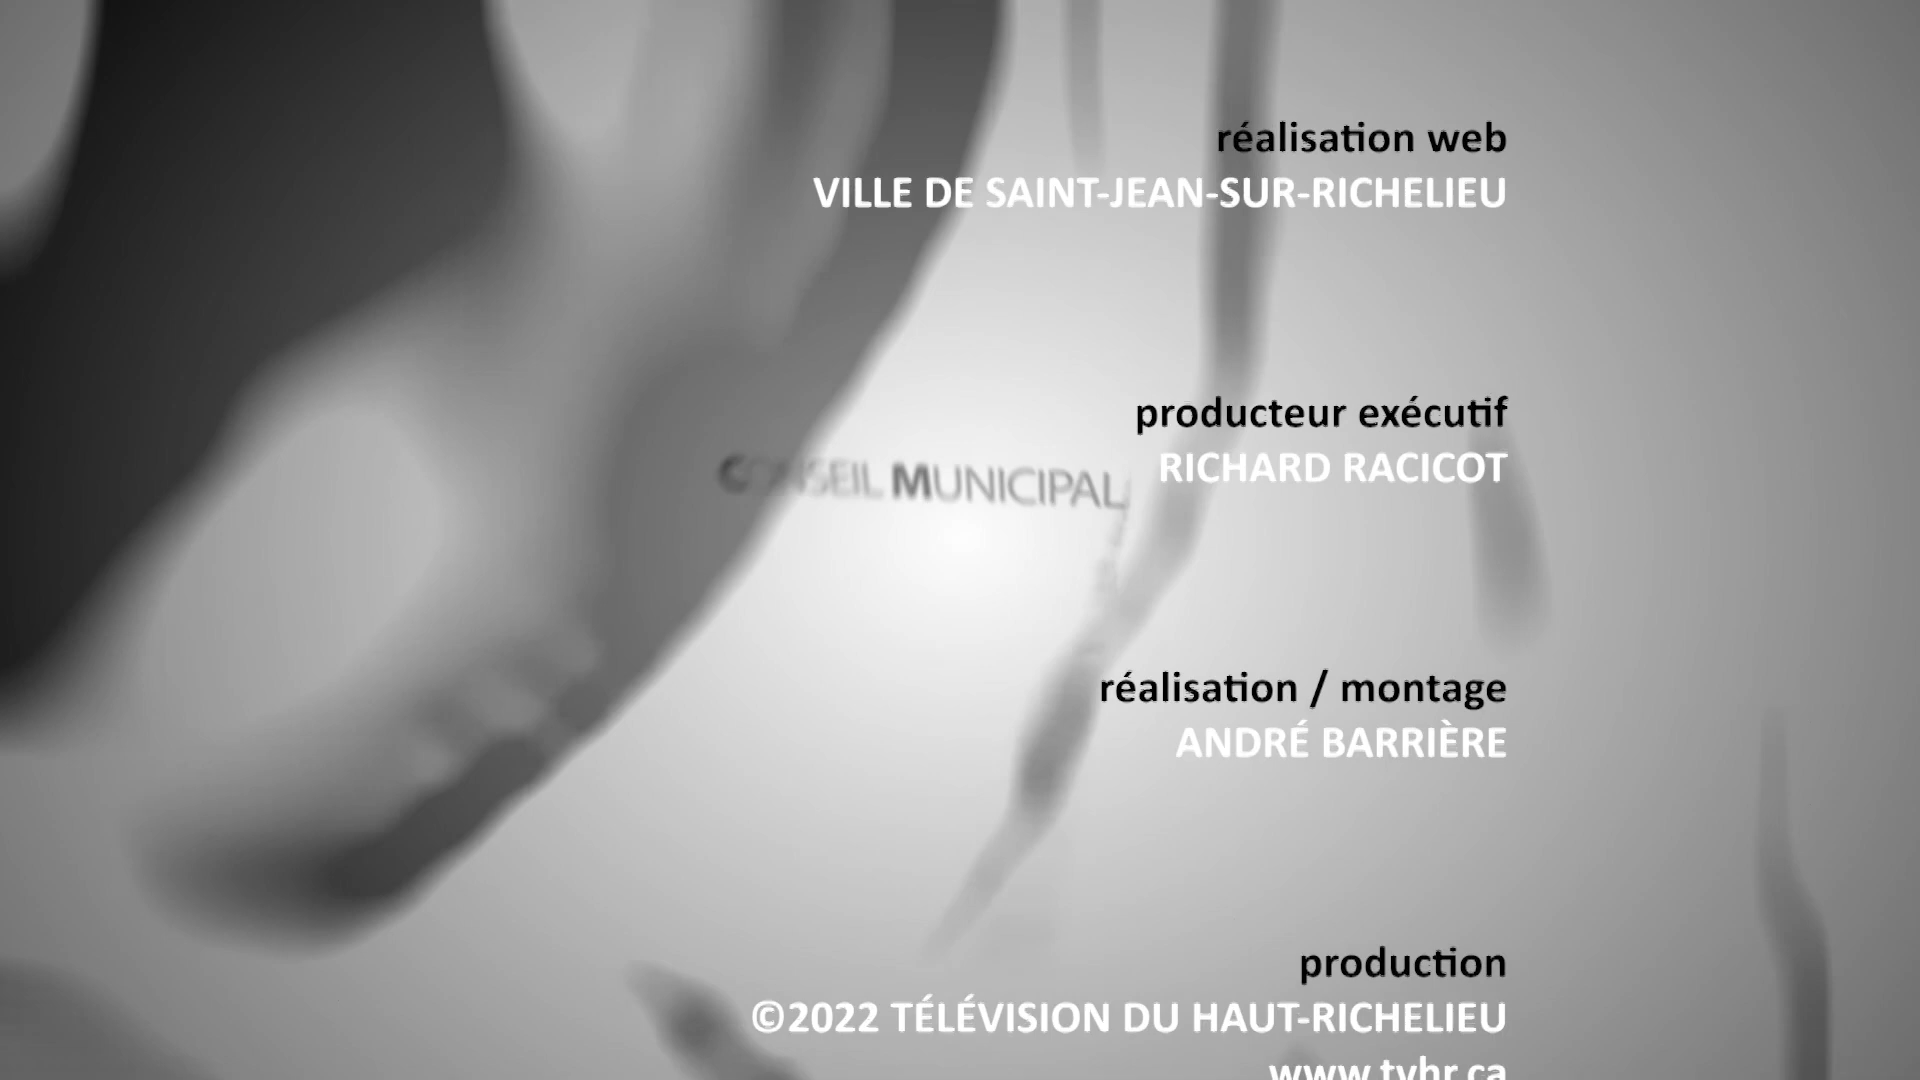 réalisation web
VILLE DE SAINT-JEAN-SUR-RICHELIEU
producteur exécutif
RICHARD RACICOT
CONSEIL MUNICIPAL
réalisation / montage
ANDRÉ BARRIÈRE
production
©2022 TÉLÉVISION DU HAUT-RICHELIEU
www.tvhr.ca